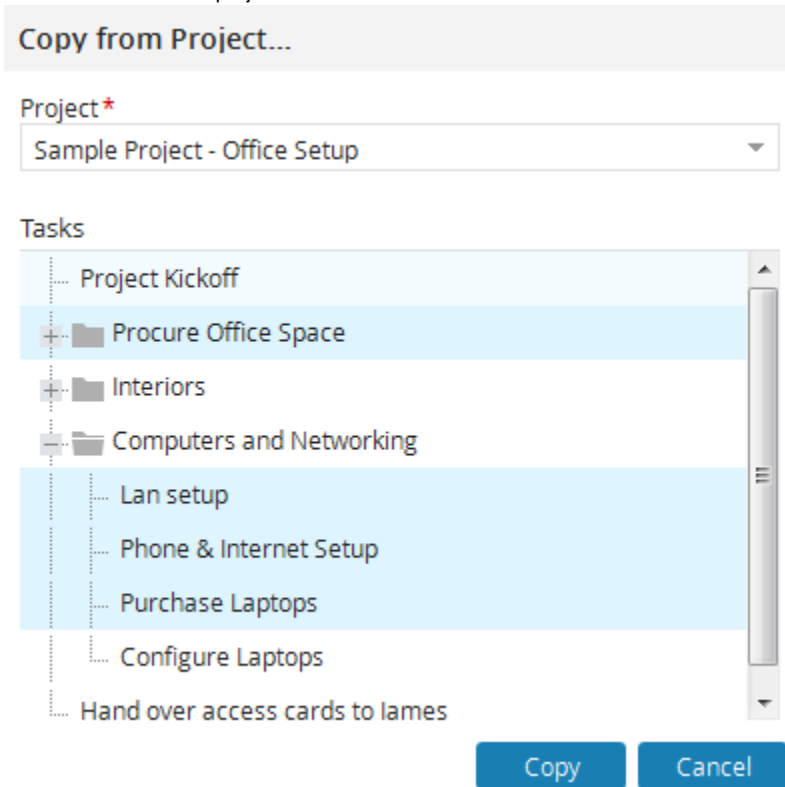 Copy from Project...
Project*
Sample Project - Office Setup
Tasks
Project Kickoff
Procure Office Space
Interiors
Computers and Networking
Lan setup
Phone & Internet Setup
Purchase Laptops
Configure Laptops
Hand over access cards to James
Copy Cancel